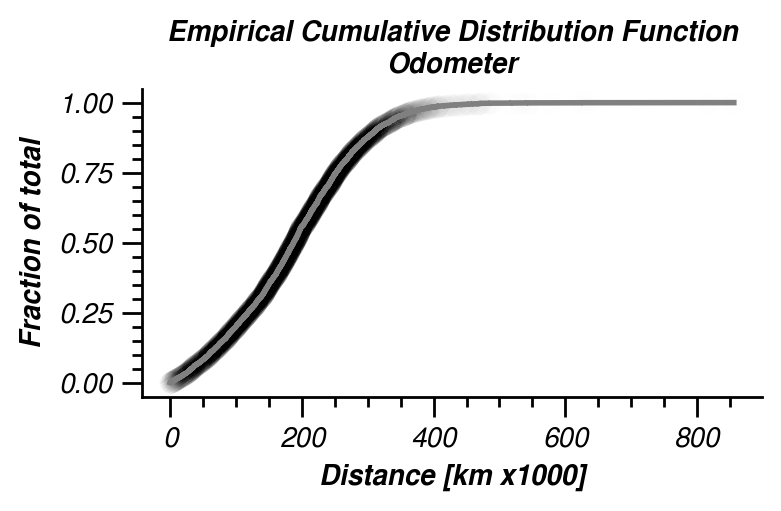 Empirical Cumulative Distribution Function
Odometer
Fraction of total
1.00
0.75
0.50
0.25
0.00
0 200 400 600 800
Distance [km x1000]